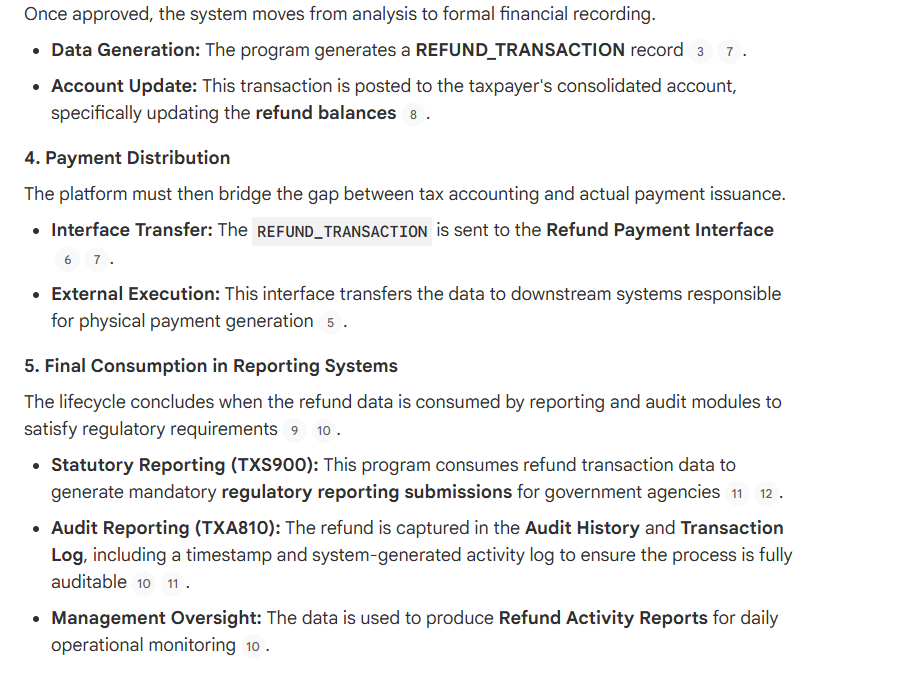 Once approved, the system moves from analysis to formal financial recording.
• Data Generation: The program generates a REFUND_TRANSACTION record 3 7 .
• Account Update: This transaction is posted to the taxpayer's consolidated account,
specifically updating the refund balances 8 .
4. Payment Distribution
The platform must then bridge the gap between tax accounting and actual payment issuance.
• Interface Transfer: The REFUND_TRANSACTION is sent to the Refund Payment Interface
6 7 .
• External Execution: This interface transfers the data to downstream systems responsible
for physical payment generation 5 .
5. Final Consumption in Reporting Systems
The lifecycle concludes when the refund data is consumed by reporting and audit modules to
satisfy regulatory requirements 9 10 .
• Statutory Reporting (TXS900): This program consumes refund transaction data to
generate mandatory regulatory reporting submissions for government agencies 11 12 .
• Audit Reporting (TXA810): The refund is captured in the Audit History and Transaction
Log, including a timestamp and system-generated activity log to ensure the process is fully
auditable 10 11 .
• Management Oversight: The data is used to produce Refund Activity Reports for daily
operational monitoring 10 .